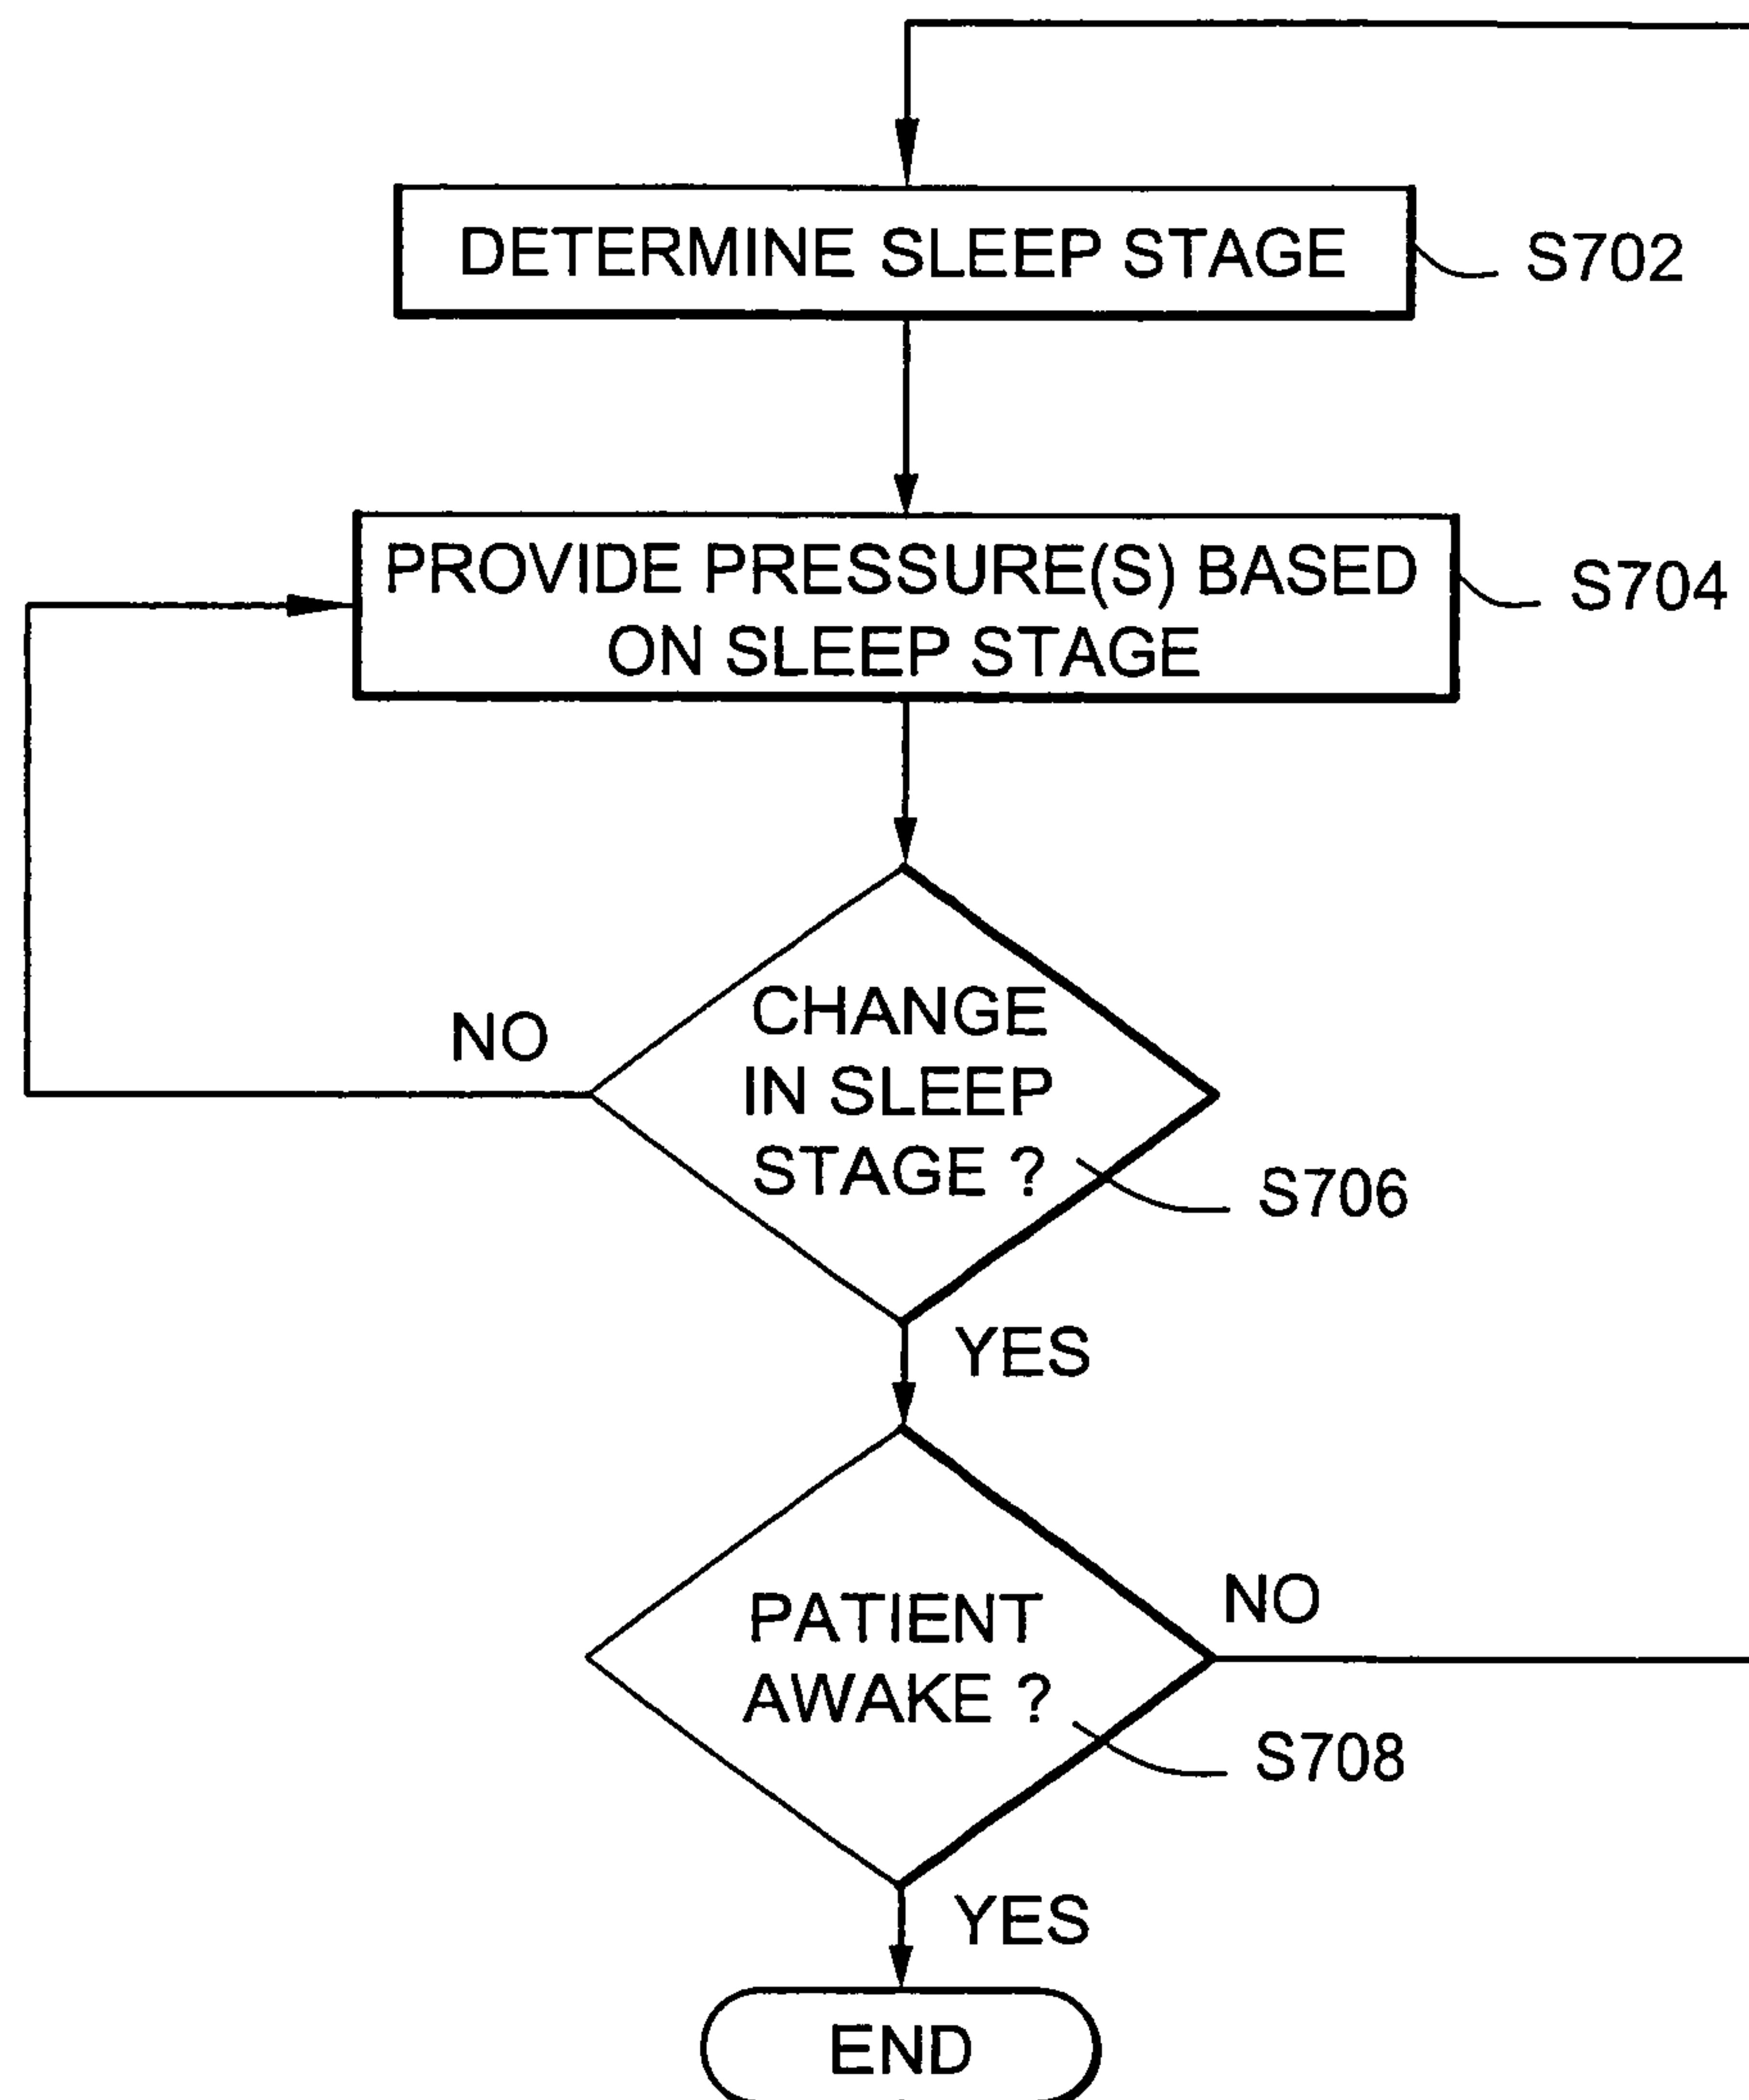 DETERMINE SLEEP STAGE
S702
PROVIDE PRESSURE(S) BASED
ON SLEEP STAGE
S704
NO
CHANGE
IN SLEEP
STAGE ?
S706
YES
PATIENT
AWAKE ?
NO
S708
YES
END